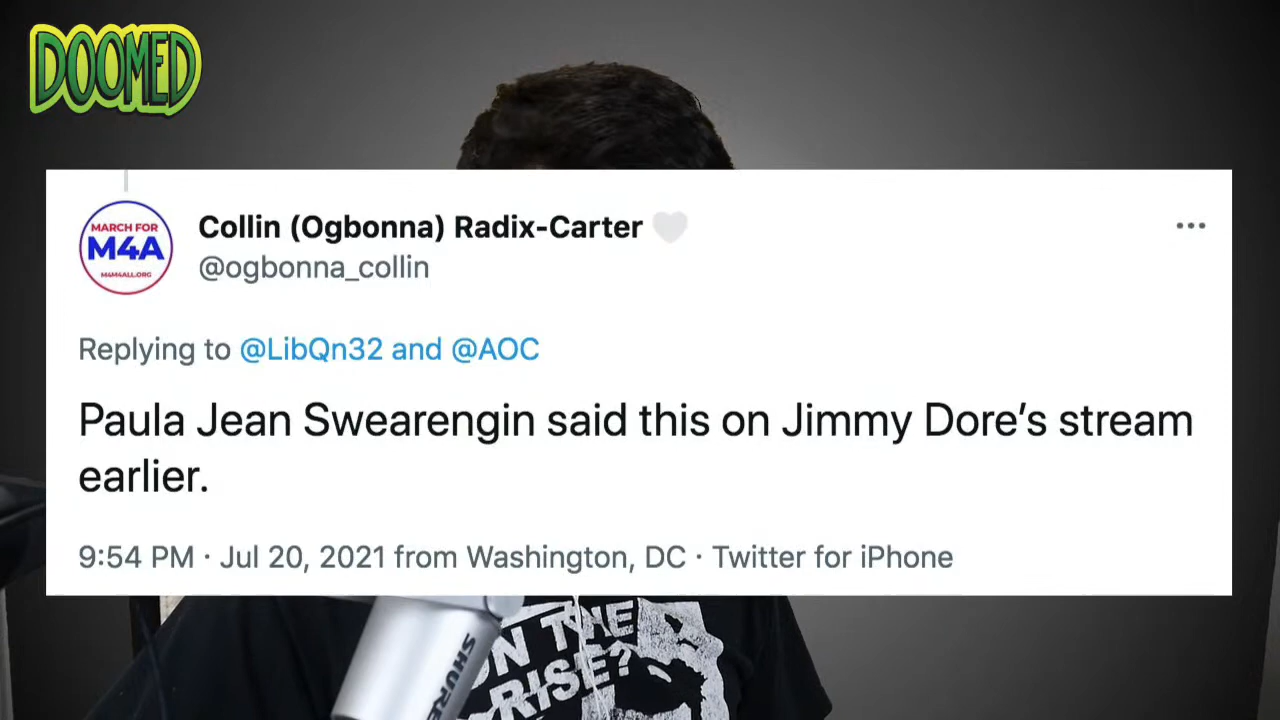 DOOMED
MARCH FOR
M4A
M4M4ALL.ORG
Collin (Ogbonna) Radix-Carter
@ogbonna_collin
Replying to @LibQn32 and @AOC
Paula Jean Swearengin said this on Jimmy Dore’s stream
earlier.
9:54 PM · Jul 20, 2021 from Washington, DC · Twitter for iPhone
THE
RISE?
SHURE